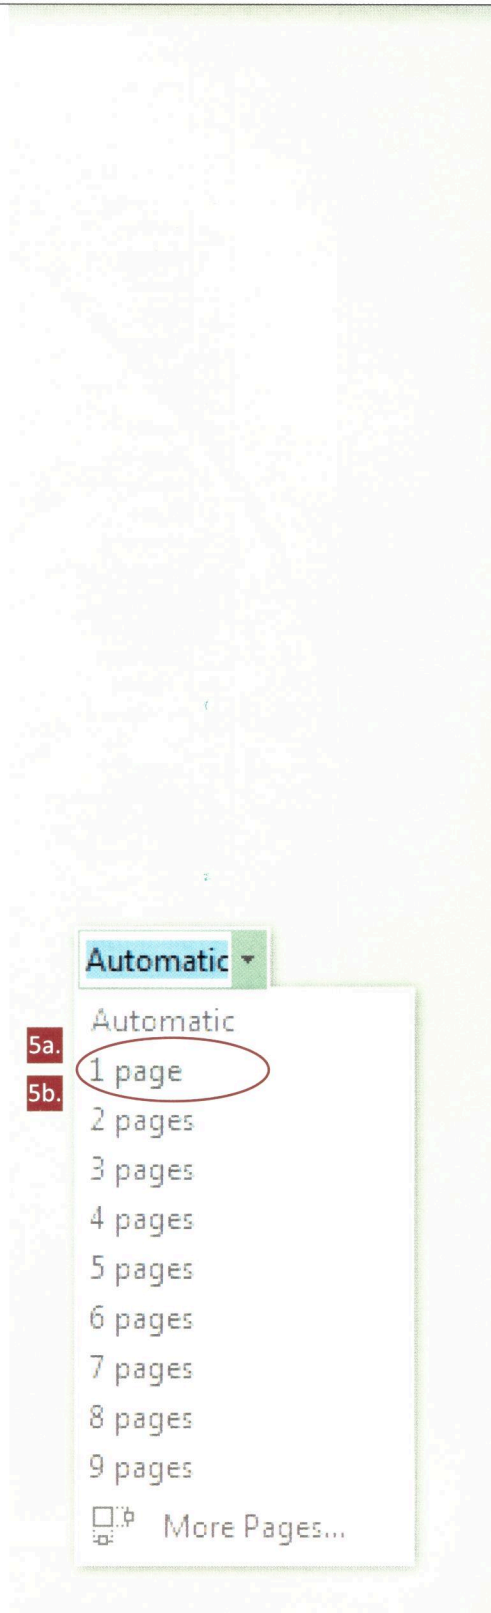 Automatic
Automatic
5a.
1 page
5b.
2 pages
3 pages
4 pages
5 pages
6 pages
7 pages
8 pages
9 pages
More Pages...